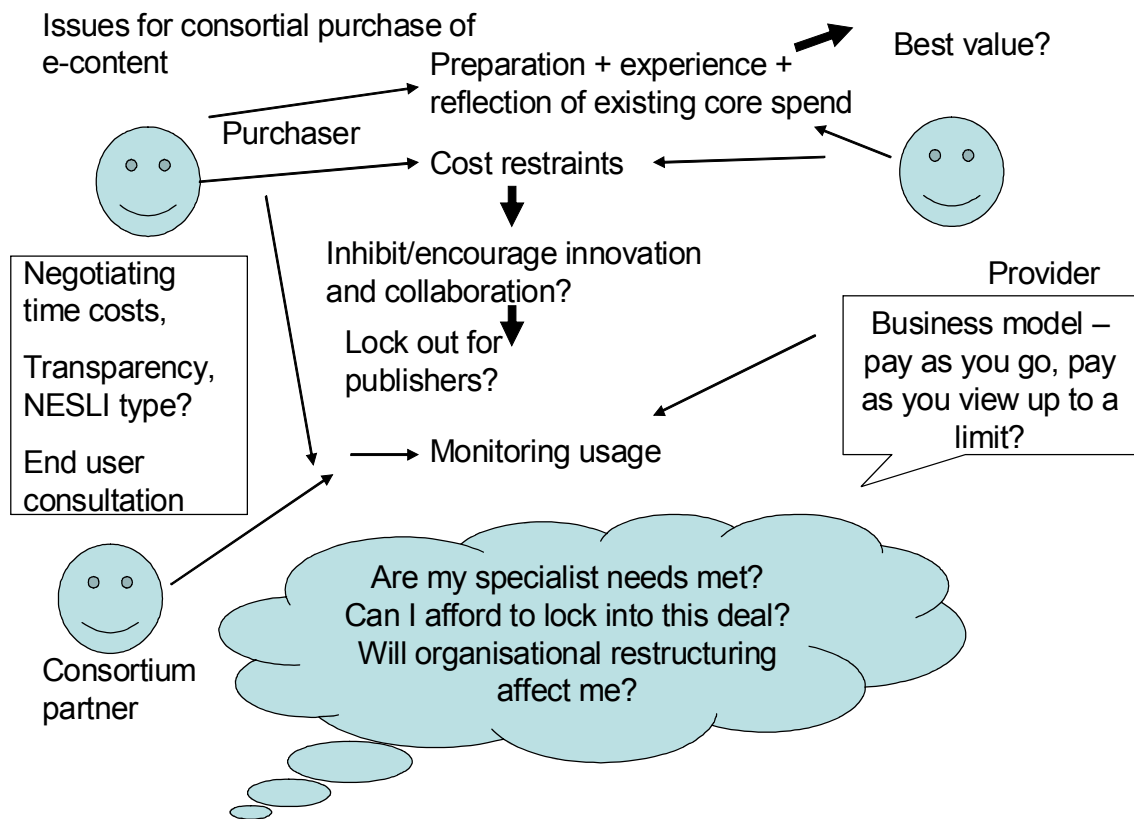 Issues for consortial purchase of
e-content
Preparation + experience +
reflection of existing core spend
Best value?
Purchaser
Cost restraints
Inhibit/encourage innovation
and collaboration?
Lock out for
publishers?
Negotiating
time costs,
Transparency,
NESLI type?
End user
consultation
Provider
Business model –
pay as you go, pay
as you view up to a
limit?
Monitoring usage
Are my specialist needs met?
Can I afford to lock into this deal?
Will organisational restructuring
affect me?
Consortium
partner